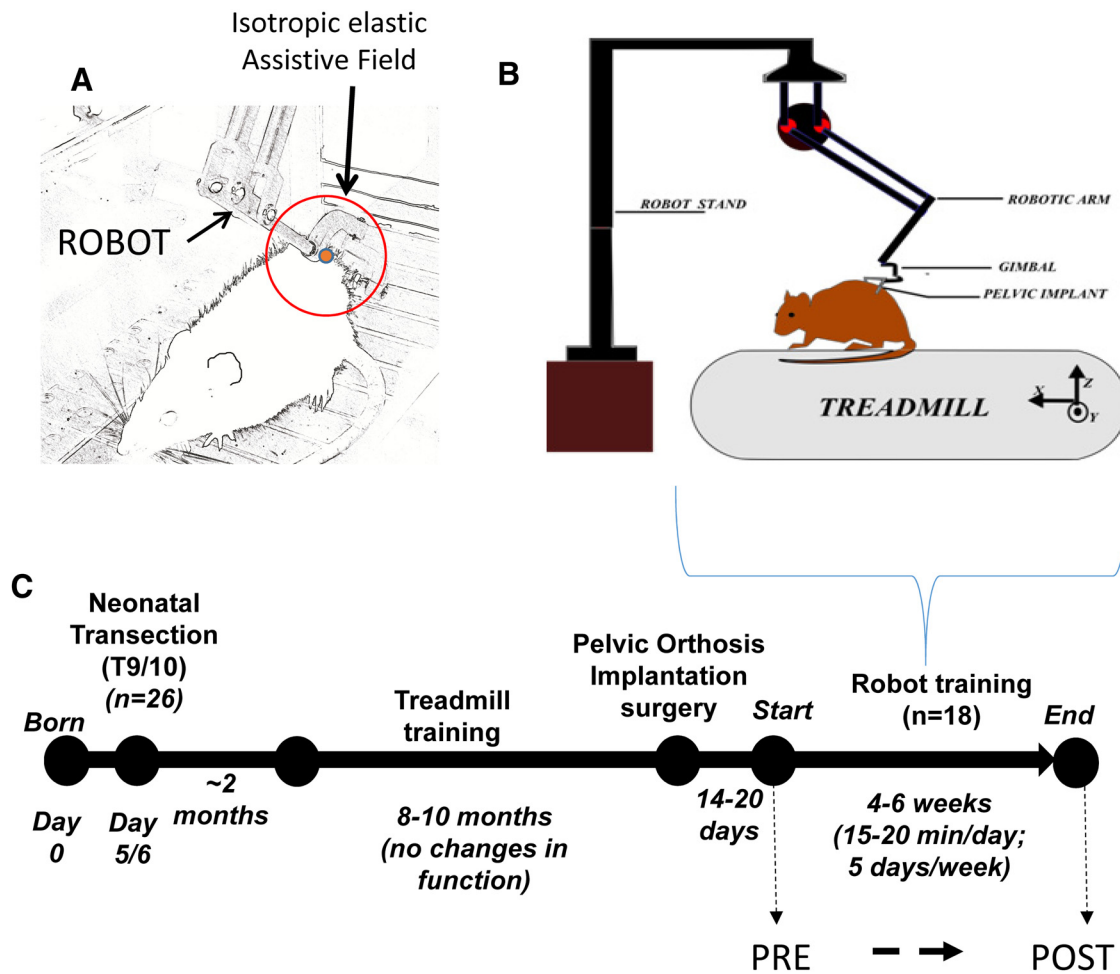 A
Isotropic elastic
Assistive Field
ROBOT
B
ROBOT STAND
ROBOTIC ARM
GIMBAL
PELVIC IMPLANT
TREADMILL
X
Z
Y
C
Neonatal
Transection
(T9/10)
(n=26)
Born
Treadmill
training
Pelvic Orthosis
Implantation
surgery
Start
Robot training
(n=18)
End
Day
0
Day
5/6
~2
months
8-10 months
(no changes in
function)
14-20
days
4-6 weeks
(15-20 min/day;
5 days/week)
PRE
POST